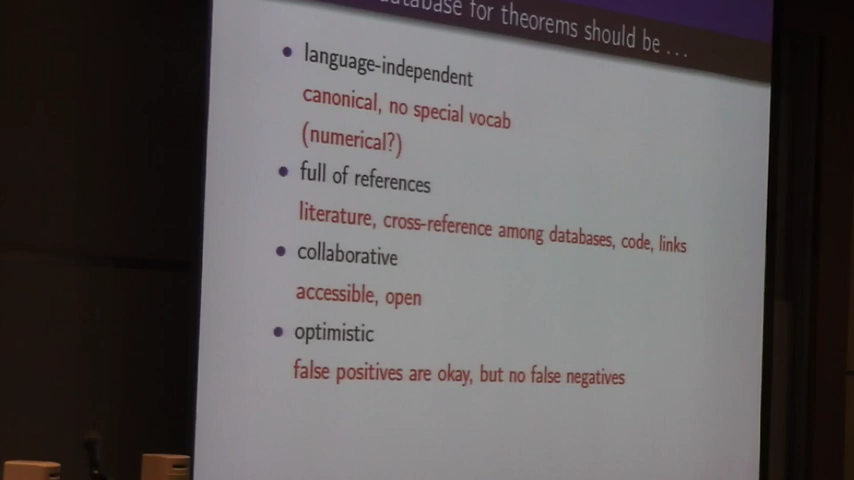 database for theorems should be ...
• language-independent
canonical, no special vocab
(numerical?)
• full of references
literature, cross-reference among databases, code, links
• collaborative
accessible, open
• optimistic
false positives are okay, but no false negatives